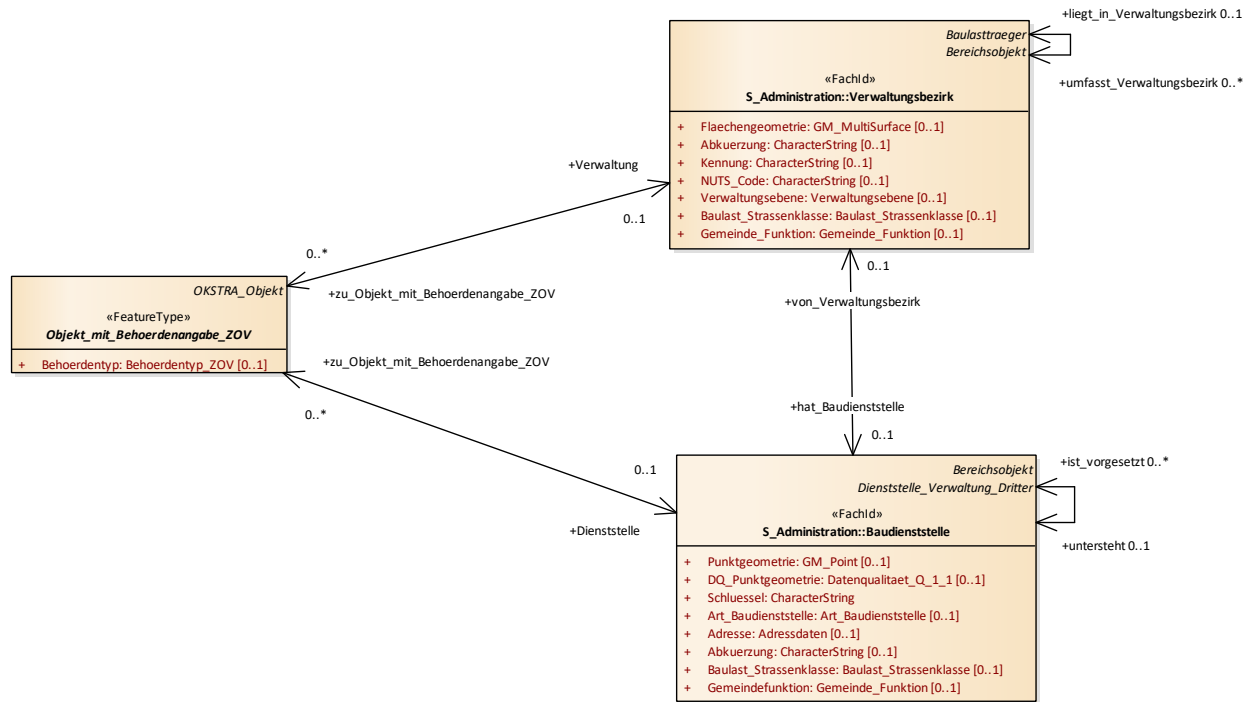 +liegt_in_Verwaltungsbezirk 0..1
Baulasttraeger
Bereichsobjekt
«FachId»
S_Administration::Verwaltungsbezirk
+umfasst_Verwaltungsbezirk 0..*
+ Flaechengeometrie: GM_MultiSurface [0..1]
+ Abkuerzung: CharacterString [0..1]
+ Kennung: CharacterString [0..1]
+ NUTS_Code: CharacterString [0..1]
+ Verwaltungsebene: Verwaltungsebene [0..1]
+ Baulast_Strassenklasse: Baulast_Strassenklasse [0..1]
+ Gemeinde_Funktion: Gemeinde_Funktion [0..1]
+Verwaltung
0..1
0..*
+zu_Objekt_mit_Behoerdenangabe_ZOV
OKSTRA_Objekt
«FeatureType»
Objekt_mit_Behoerdenangabe_ZOV
+ Behoerdentyp: Behoerdentyp_ZOV [0..1]
+zu_Objekt_mit_Behoerdenangabe_ZOV
0..*
0..1
+Dienststelle
0..1
+von_Verwaltungsbezirk
+hat_Baudienststelle
0..1
Bereichsobjekt
Dienststelle_Verwaltung_Dritter
«FachId»
S_Administration::Baudienststelle
+ist_vorgesetzt 0..*
+untersteht 0..1
+ Punktgeometrie: GM_Point [0..1]
+ DQ_Punktgeometrie: Datenqualitaet_Q_1_1 [0..1]
+ Schluessel: CharacterString
+ Art_Baudienststelle: Art_Baudienststelle [0..1]
+ Adresse: Adressdaten [0..1]
+ Abkuerzung: CharacterString [0..1]
+ Baulast_Strassenklasse: Baulast_Strassenklasse [0..1]
+ Gemeindefunktion: Gemeinde_Funktion [0..1]